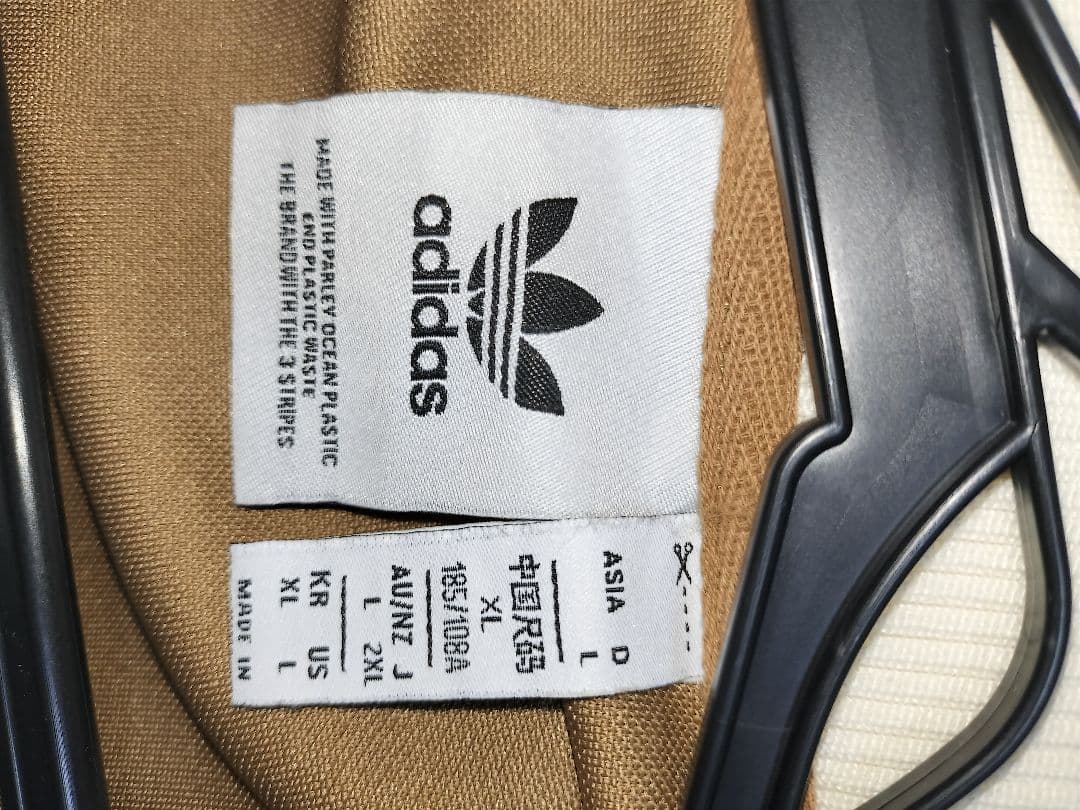 adidas
MADE WITH PARLEY OCEAN PLASTIC
END PLASTIC WASTE
THE BRAND WITH THE 3 STRIPES
ASIA D
L
中国尺码
XL
185/108A
AU/NZ J
L 2XL
KR US
XL L
MADE IN